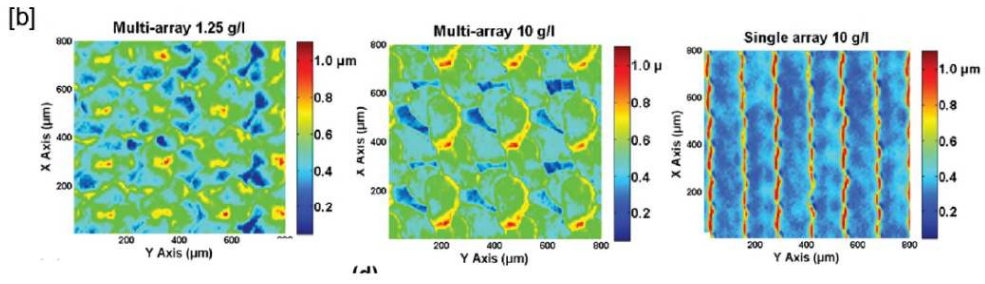 [b]
Multi-array 1.25 g/l
800
600
400
200
200 400 600 800
X Axis (µm)
Y Axis (µm)
1.0 µm
0.8
0.6
0.4
0.2
Multi-array 10 g/l
800
600
400
200
200 400 600 800
X Axis (µm)
Y Axis (µm)
1.0 µ
0.8
0.6
0.4
0.2
Single array 10 g/l
800
600
400
200
200 400 600 800
X Axis (µm)
Y Axis (µm)
1.0 µm
0.8
0.6
0.4
0.2